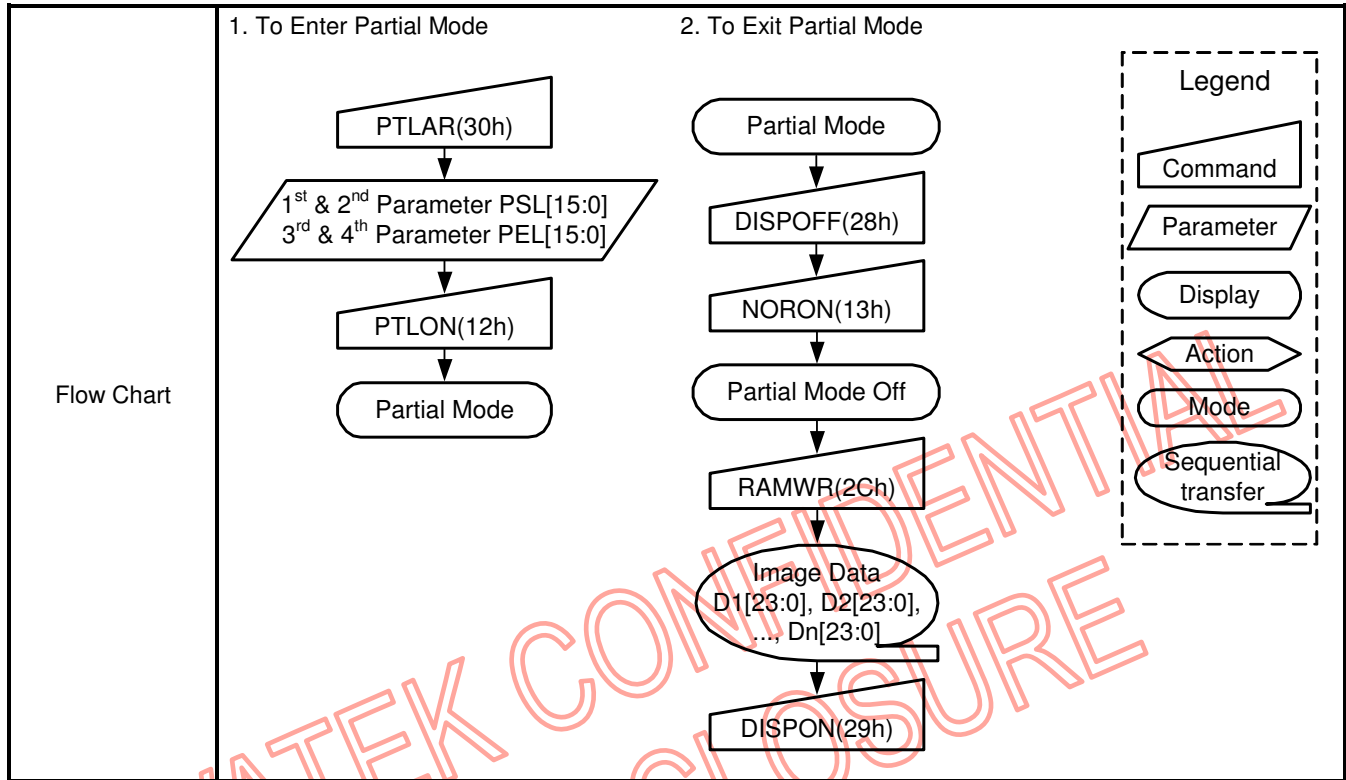 Flow Chart
1. To Enter Partial Mode
PTLAR(30h)
1st & 2nd Parameter PSL[15:0]
3rd & 4th Parameter PEL[15:0]
PTLON(12h)
Partial Mode
2. To Exit Partial Mode
Partial Mode
DISPOFF(28h)
NORON(13h)
Partial Mode Off
RAMWR(2Ch)
Image Data
D1[23:0], D2[23:0],
..., Dn[23:0]
DISPON(29h)
Legend
Command
Parameter
Display
Action
Mode
Sequential
transfer
CONFIDENTIAL